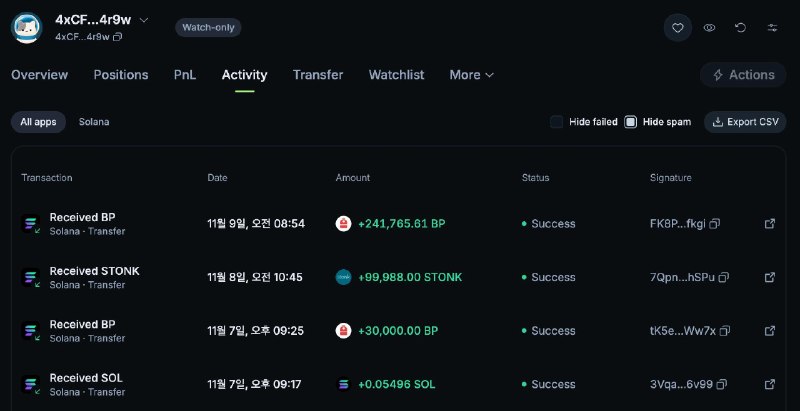 4xCF...4r9w
4xCF...4r9w
Watch-only
Overview Positions PnL Activity Transfer Watchlist More Actions
All apps Solana Hide failed Hide spam Export CSV
Transaction Date Amount Status Signature
Received BP
Solana · Transfer
11월 9일, 오전 08:54 +241,765.61 BP Success FK8P...fkgi
Received STONK
Solana · Transfer
11월 8일, 오전 10:45 +99,988.00 STONK Success 7Qpn...hSPu
Received BP
Solana · Transfer
11월 7일, 오후 09:25 +30,000.00 BP Success tK5e...Ww7x
Received SOL
Solana · Transfer
11월 7일, 오후 09:17 +0.05496 SOL Success 3Vqa...6v99